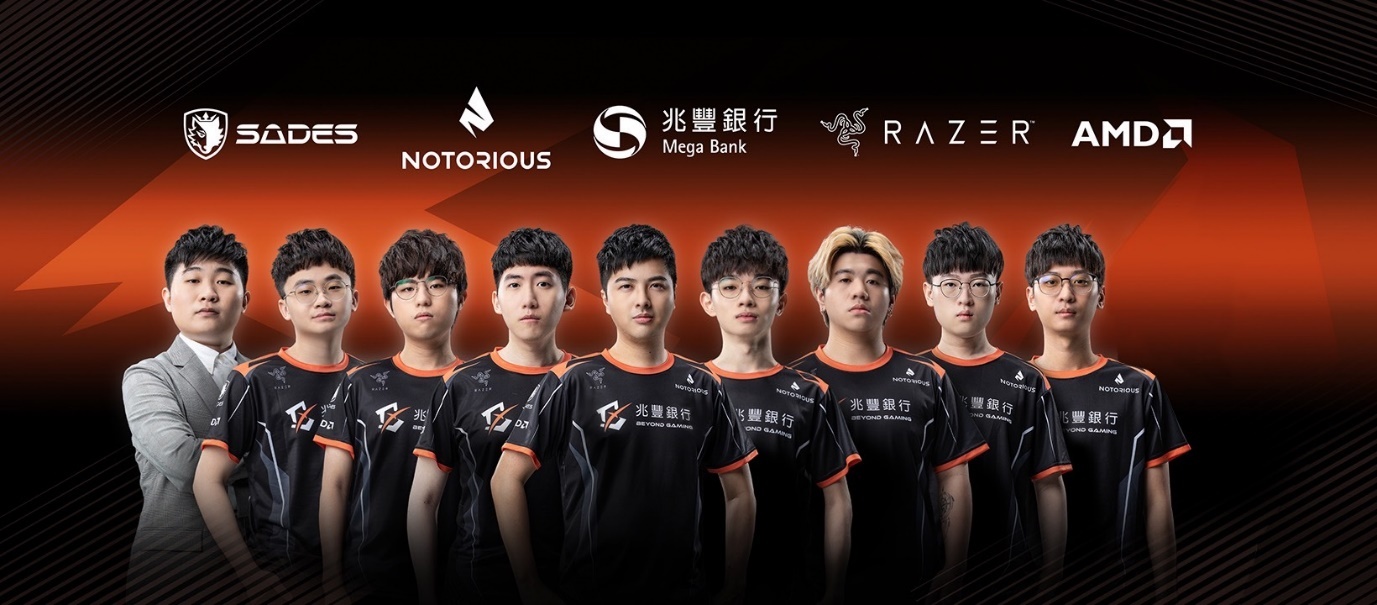 SADES
NOTORIOUS
兆豐銀行
Mega Bank
RAZER™
AMD
RAZER
NOTORIOUS
兆豐銀行
BEYOND GAMING
RAZER
NOTORIOUS
兆豐銀行
BEYOND GAMING
NOTORIOUS
兆豐銀行
BEYOND GAMING
NOTORIOUS
兆豐銀行
BEYOND GAMING